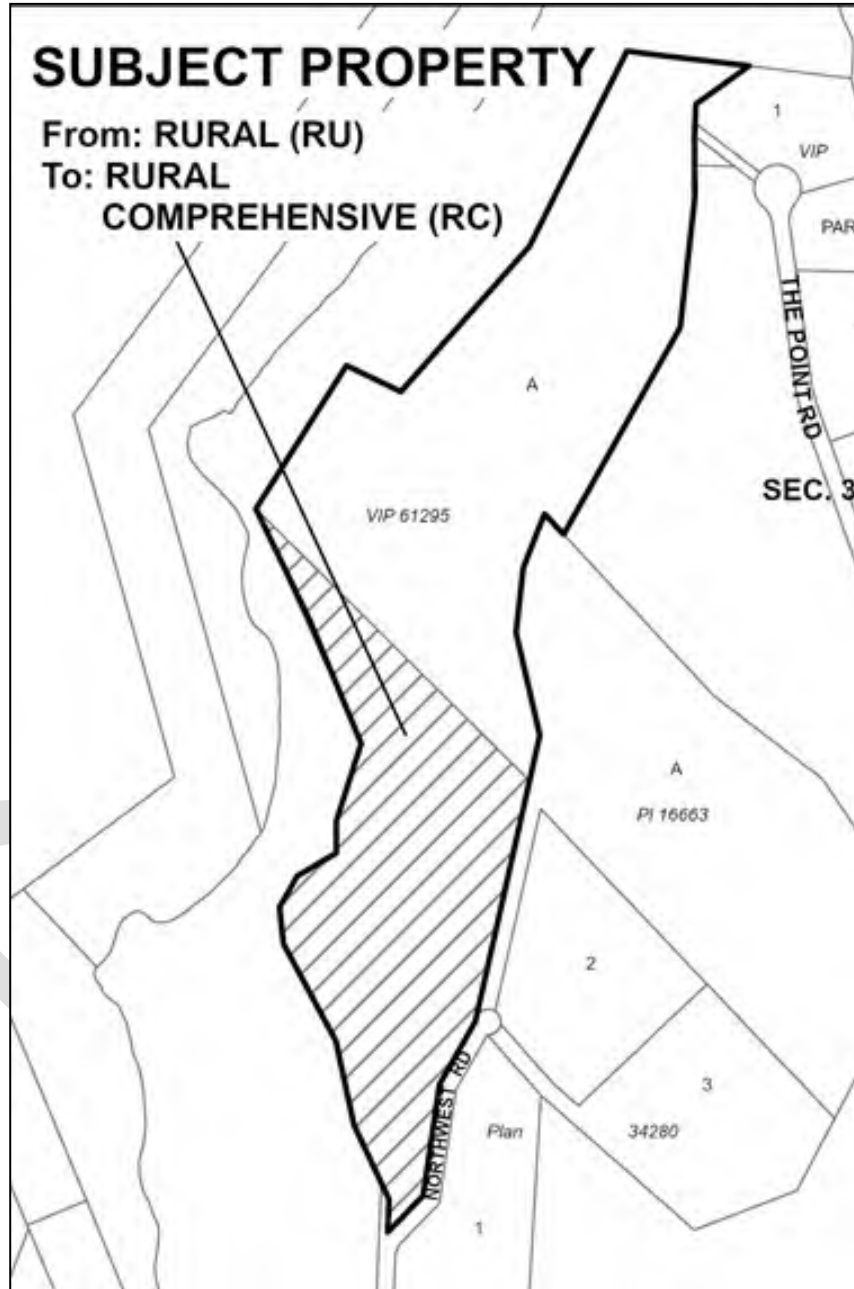 SUBJECT PROPERTY
From: RURAL (RU)
To: RURAL
COMPREHENSIVE (RC)
1
VIP
PAR
THE POINT RD
A
SEC. 3
VIP 61295
A
Pl 16663
2
3
NORTHWEST RD
Plan
34280
1